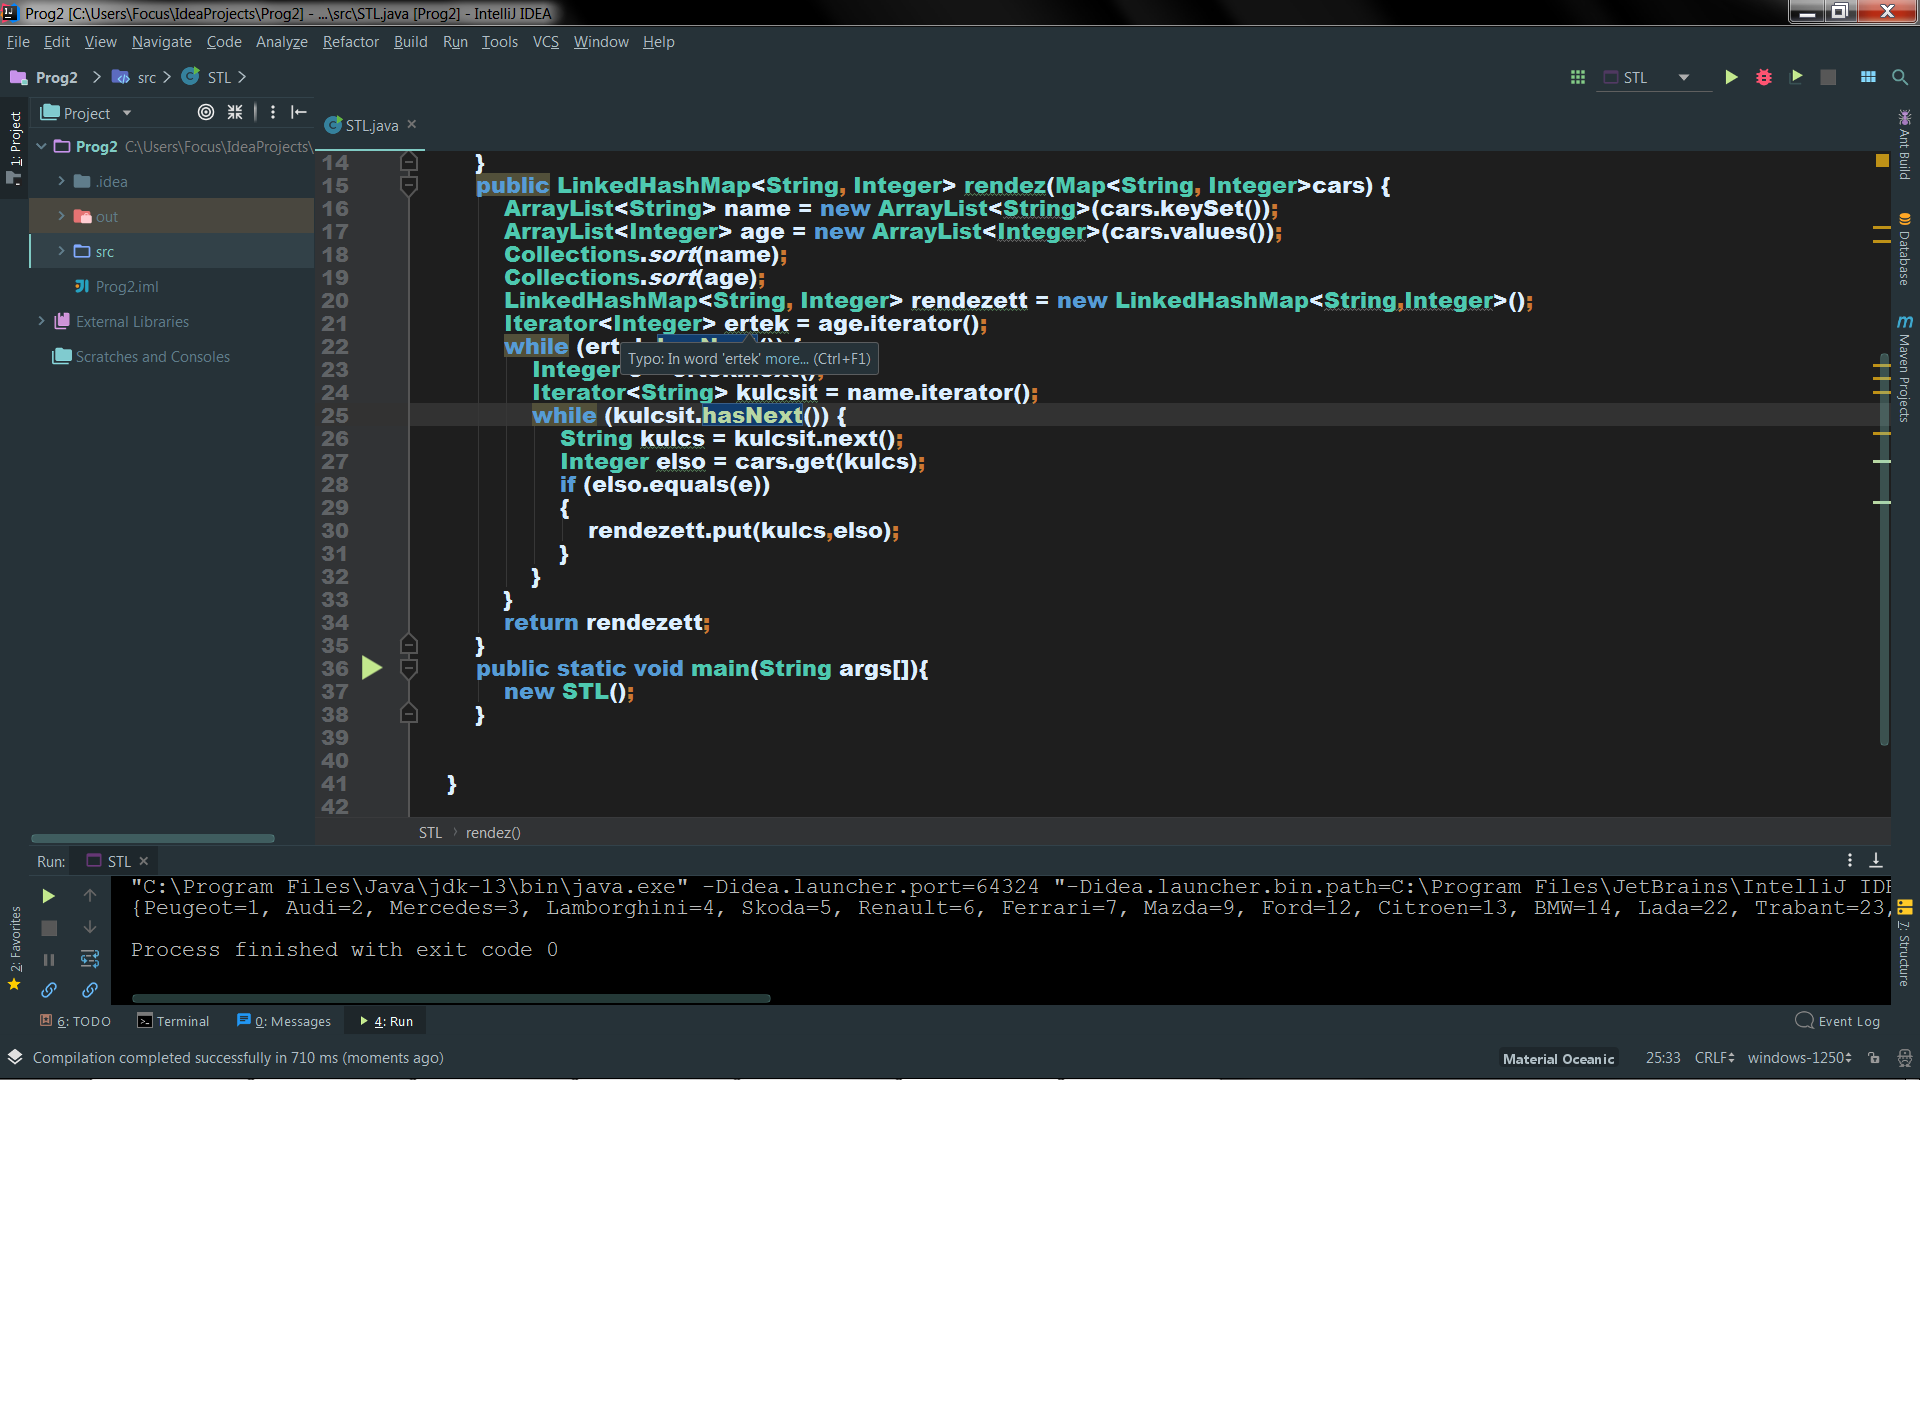 Prog2 [C:\Users\Focus\IdeaProjects\Prog2] - ...\src\STL.java [Prog2] - IntelliJ IDEA
File Edit View Navigate Code Analyze Refactor Build Run Tools VCS Window Help
Prog2 src STL
STL
Project
STL.java
1: Project
Prog2 C:\Users\Focus\IdeaProjects\
.idea
out
src
Prog2.iml
External Libraries
Scratches and Consoles
14 }
15 public LinkedHashMap<String, Integer> rendez(Map<String, Integer>cars) {
16 ArrayList<String> name = new ArrayList<String>(cars.keySet());
17 ArrayList<Integer> age = new ArrayList<Integer>(cars.values());
18 Collections.sort(name);
19 Collections.sort(age);
20 LinkedHashMap<String, Integer> rendezett = new LinkedHashMap<String,Integer>();
21 Iterator<Integer> ertek = age.iterator();
22 while (ert
Typo: In word 'ertek' more... (Ctrl+F1)
23 Integer
24 Iterator<String> kulcsit = name.iterator();
25 while (kulcsit.hasNext()) {
26 String kulcs = kulcsit.next();
27 Integer elso = cars.get(kulcs);
28 if (elso.equals(e))
29 {
30 rendezett.put(kulcs,elso);
31 }
32 }
33 }
34 return rendezett;
35 }
36 public static void main(String args[]){
37 new STL();
38 }
39
40
41 }
42
STL rendez()
Ant Build
Database
Maven Projects
Z: Structure
2: Favorites
Run: STL
"C:\Program Files\Java\jdk-13\bin\java.exe" -Didea.launcher.port=64324 "-Didea.launcher.bin.path=C:\Program Files\JetBrains\IntelliJ IDE
{Peugeot=1, Audi=2, Mercedes=3, Lamborghini=4, Skoda=5, Renault=6, Ferrari=7, Mazda=9, Ford=12, Citroen=13, BMW=14, Lada=22, Trabant=23,
Process finished with exit code 0
6: TODO Terminal 0: Messages 4: Run Event Log
Compilation completed successfully in 710 ms (moments ago) Material Oceanic 25:33 CRLF windows-1250